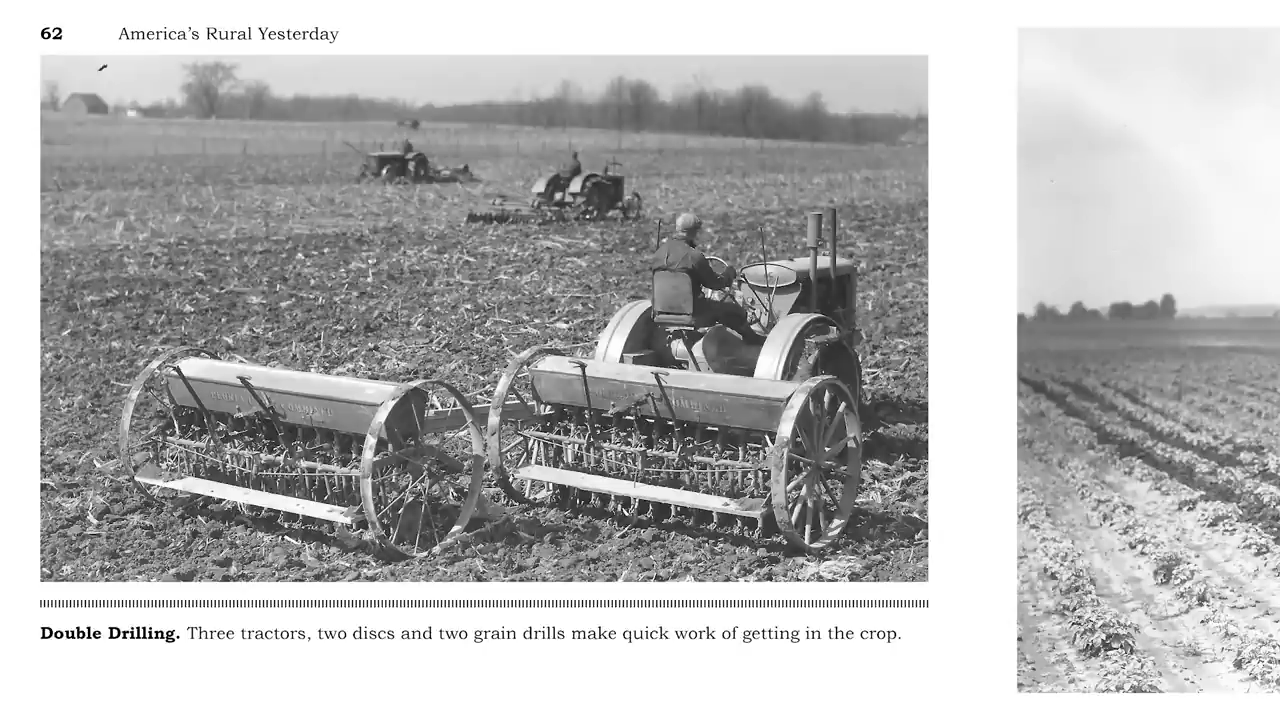 62 America's Rural Yesterday
Double Drilling. Three tractors, two discs and two grain drills make quick work of getting in the crop.